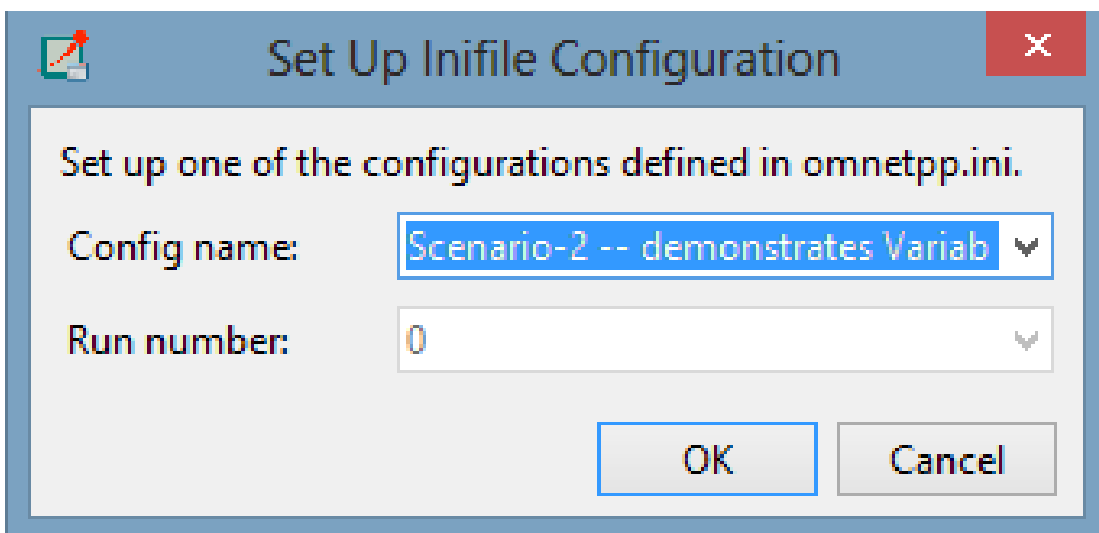 Set Up Inifile Configuration
Set up one of the configurations defined in omnetpp.ini.
Config name: Scenario-2 -- demonstrates Variab
Run number: 0
OK Cancel